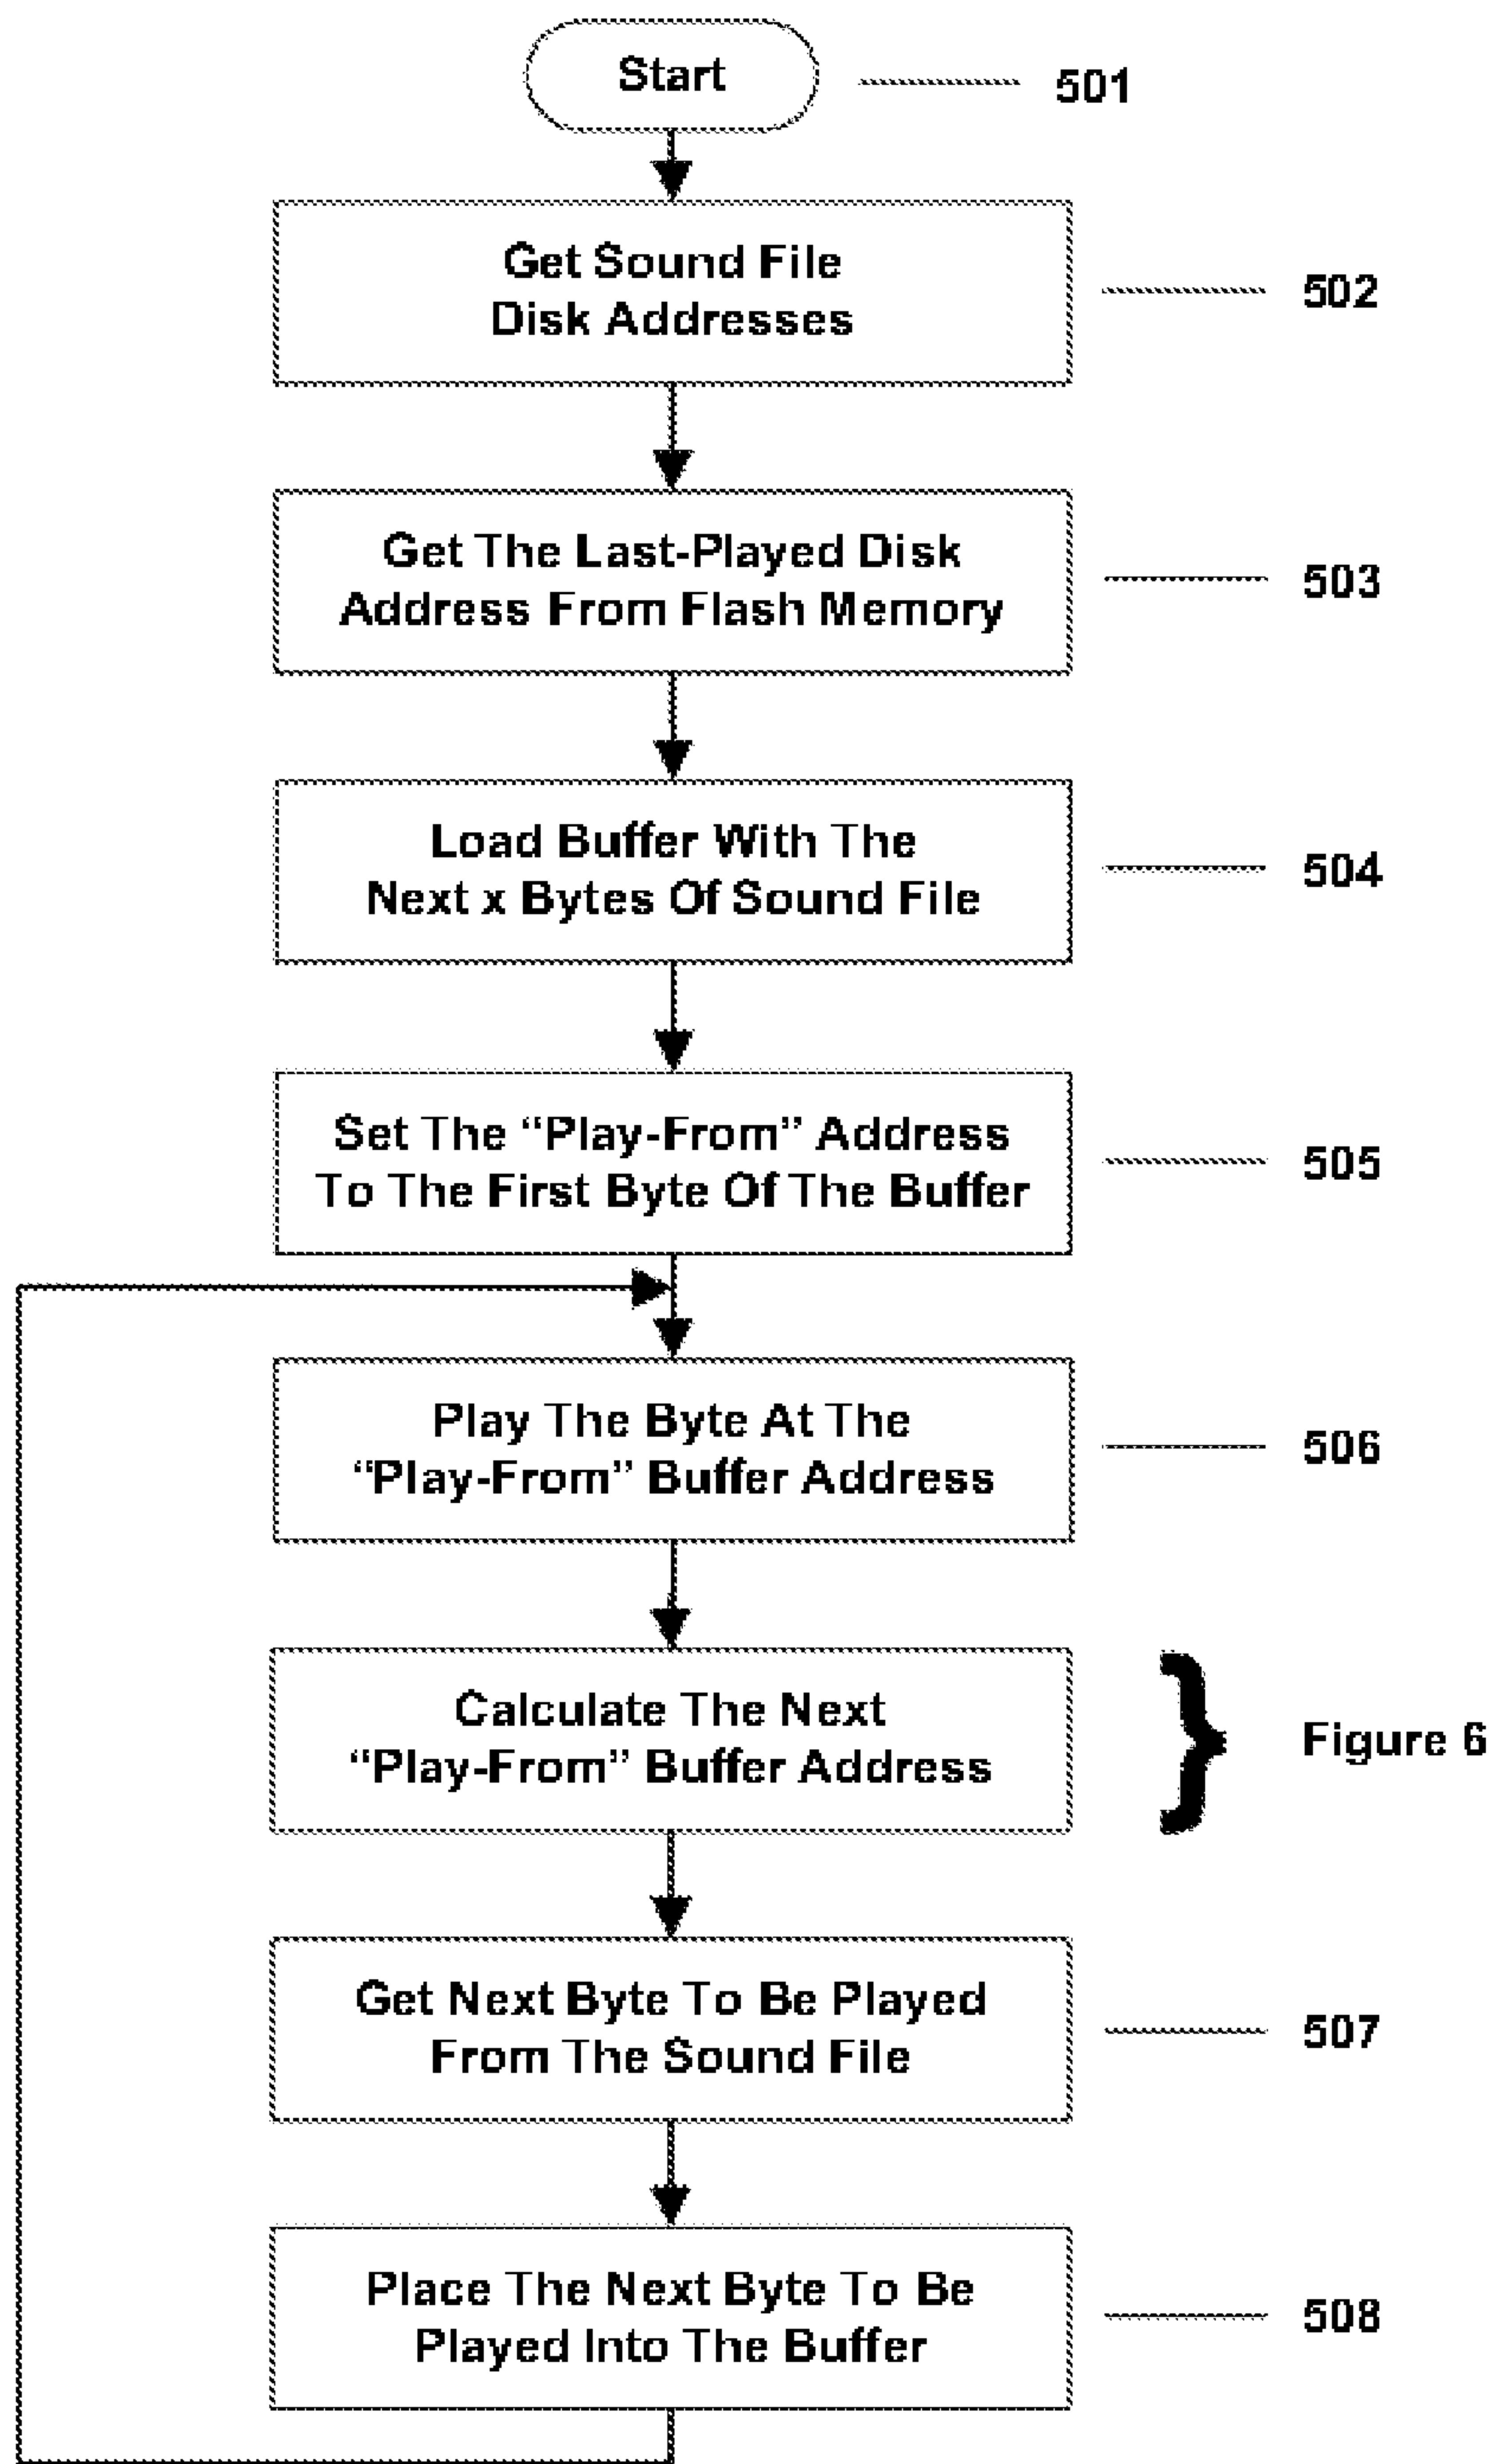 Start
501
Get Sound File
Disk Addresses
502
Get The Last-Played Disk
Address From Flash Memory
503
Load Buffer With The
Next x Bytes Of Sound File
504
Set The “Play-From” Address
To The First Byte Of The Buffer
505
Play The Byte At The
“Play-From” Buffer Address
506
Calculate The Next
“Play-From” Buffer Address
} Figure 6
Get Next Byte To Be Played
From The Sound File
507
Place The Next Byte To Be
Played Into The Buffer
508